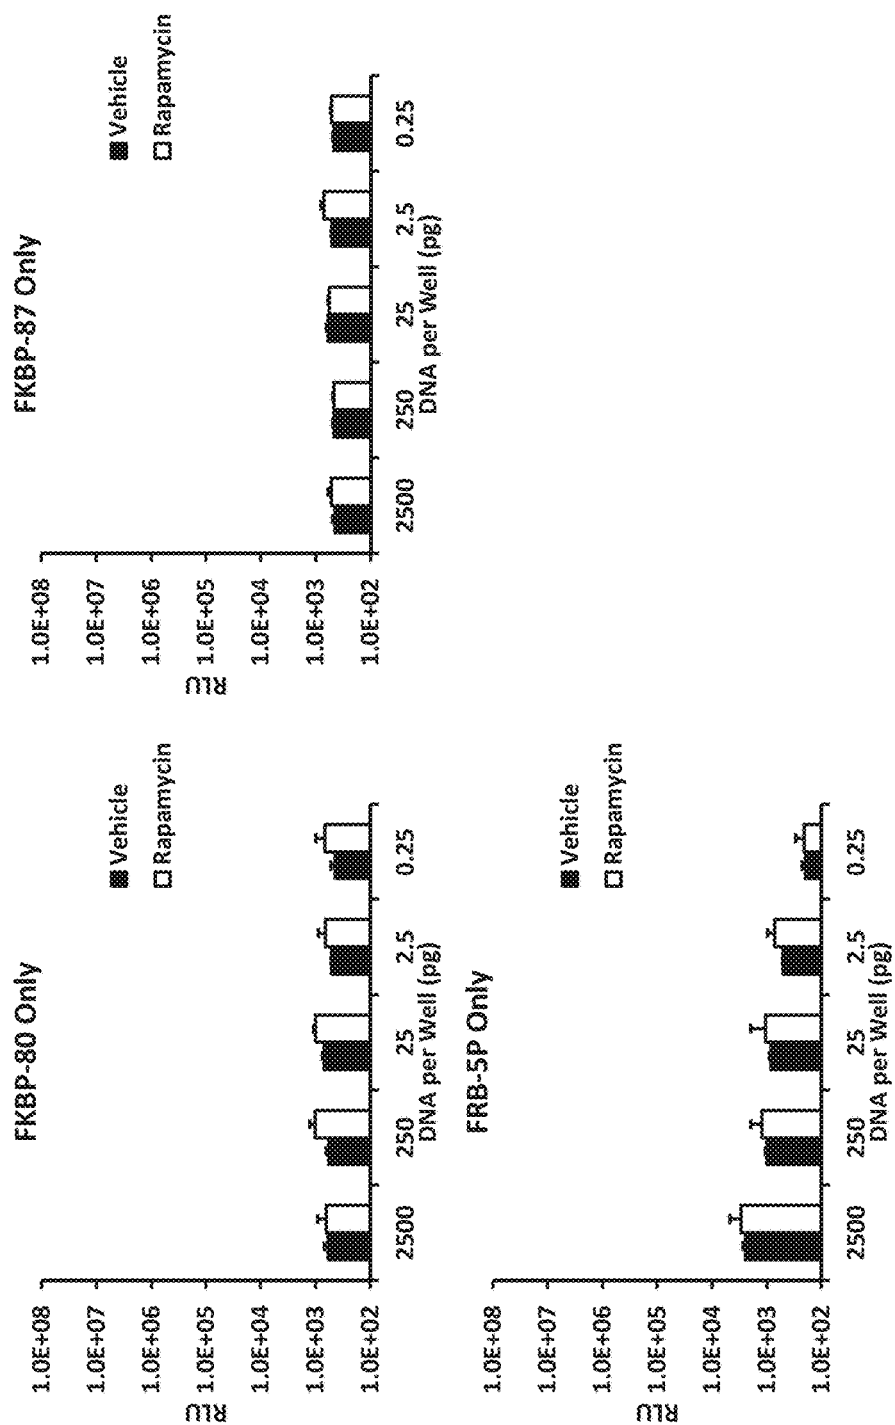 FKBP-80 Only
1.0E+08
1.0E+07
1.0E+06
1.0E+05
1.0E+04
1.0E+03
1.0E+02
RLU
2500 250 25 2.5 0.25
DNA per Well (pg)
Vehicle
Rapamycin
FKBP-87 Only
1.0E+08
1.0E+07
1.0E+06
1.0E+05
1.0E+04
1.0E+03
1.0E+02
RLU
2500 250 25 2.5 0.25
DNA per Well (pg)
Vehicle
Rapamycin
FRB-5P Only
1.0E+08
1.0E+07
1.0E+06
1.0E+05
1.0E+04
1.0E+03
1.0E+02
RLU
2500 250 25 2.5 0.25
DNA per Well (pg)
Vehicle
Rapamycin